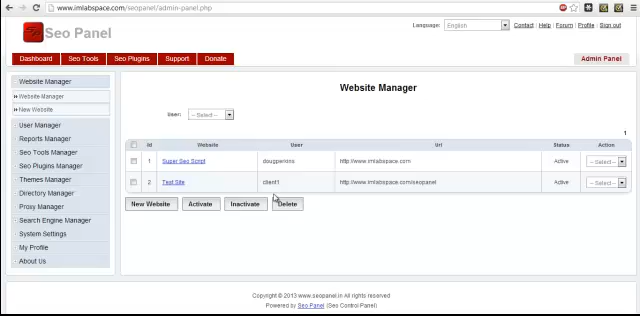 www.imlabspace.com/seopanel/admin-panel.php
Language: English Contact | Help | Forum | Profile | Sign out
Seo Panel
Dashboard Seo Tools Seo Plugins Support Donate Admin Panel
Website Manager
Website Manager
New Website
User Manager
Reports Manager
Seo Tools Manager
Seo Plugins Manager
Themes Manager
Directory Manager
Proxy Manager
Search Engine Manager
System Settings
My Profile
About Us
Website Manager
User: -- Select --
1
Id Website User Url Status Action
1 Super Seo Script http://www.imlabspace.com Active -- Select --
2 Test Site client1 http://www.imlabspace.com/seopanel Active -- Select --
New Website Activate Inactivate Delete
Copyright © 2013 www.seopanel.in All rights reserved
Powered by Seo Panel (Seo Control Panel)